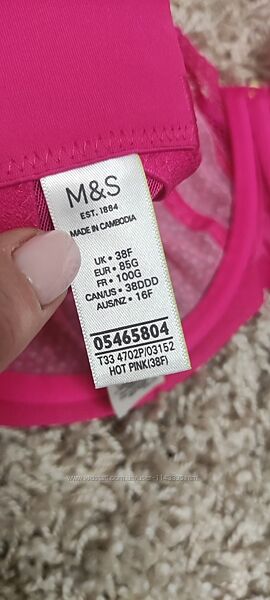 M&S
EST. 1884
MADE IN CAMBODIA
UK • 38F
EUR • 85G
FR • 100G
CAN/US • 38DDD
AUS/NZ • 16F
05465804
T33 4702P/03152
HOT PINK(38F)